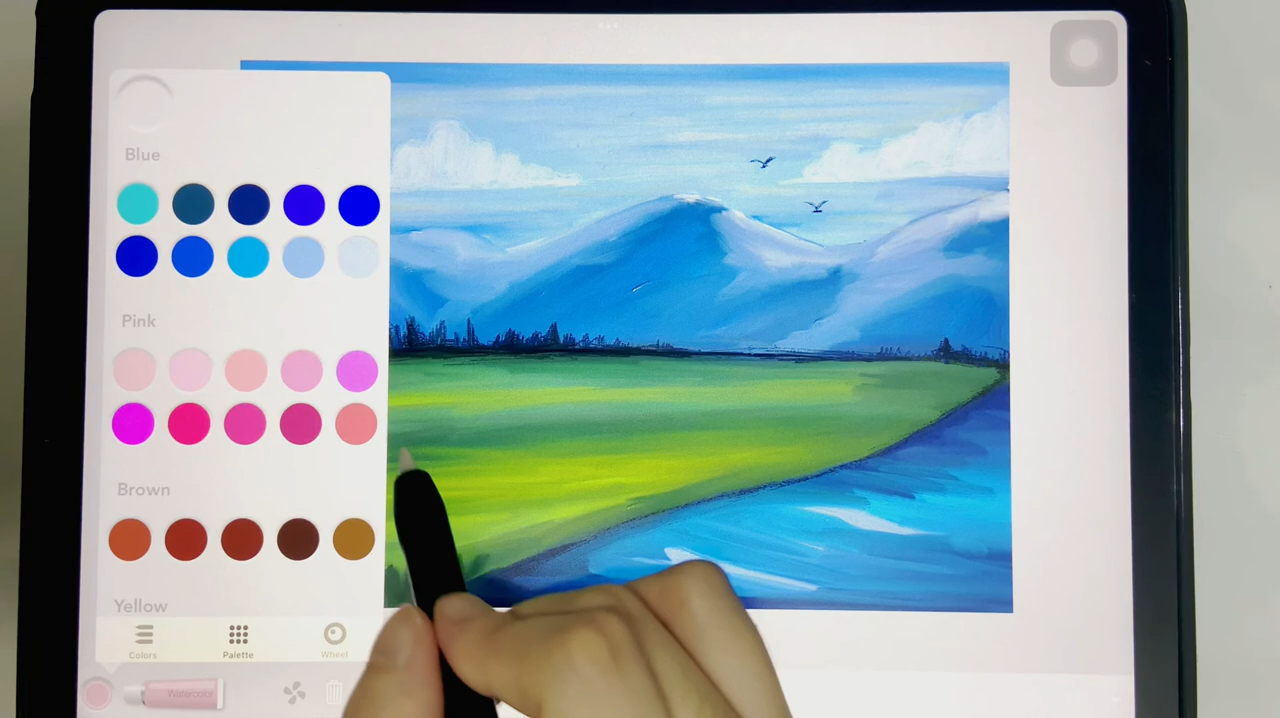 Blue
Pink
Brown
Yellow
Colors
Palette
Wheel
Watercolor